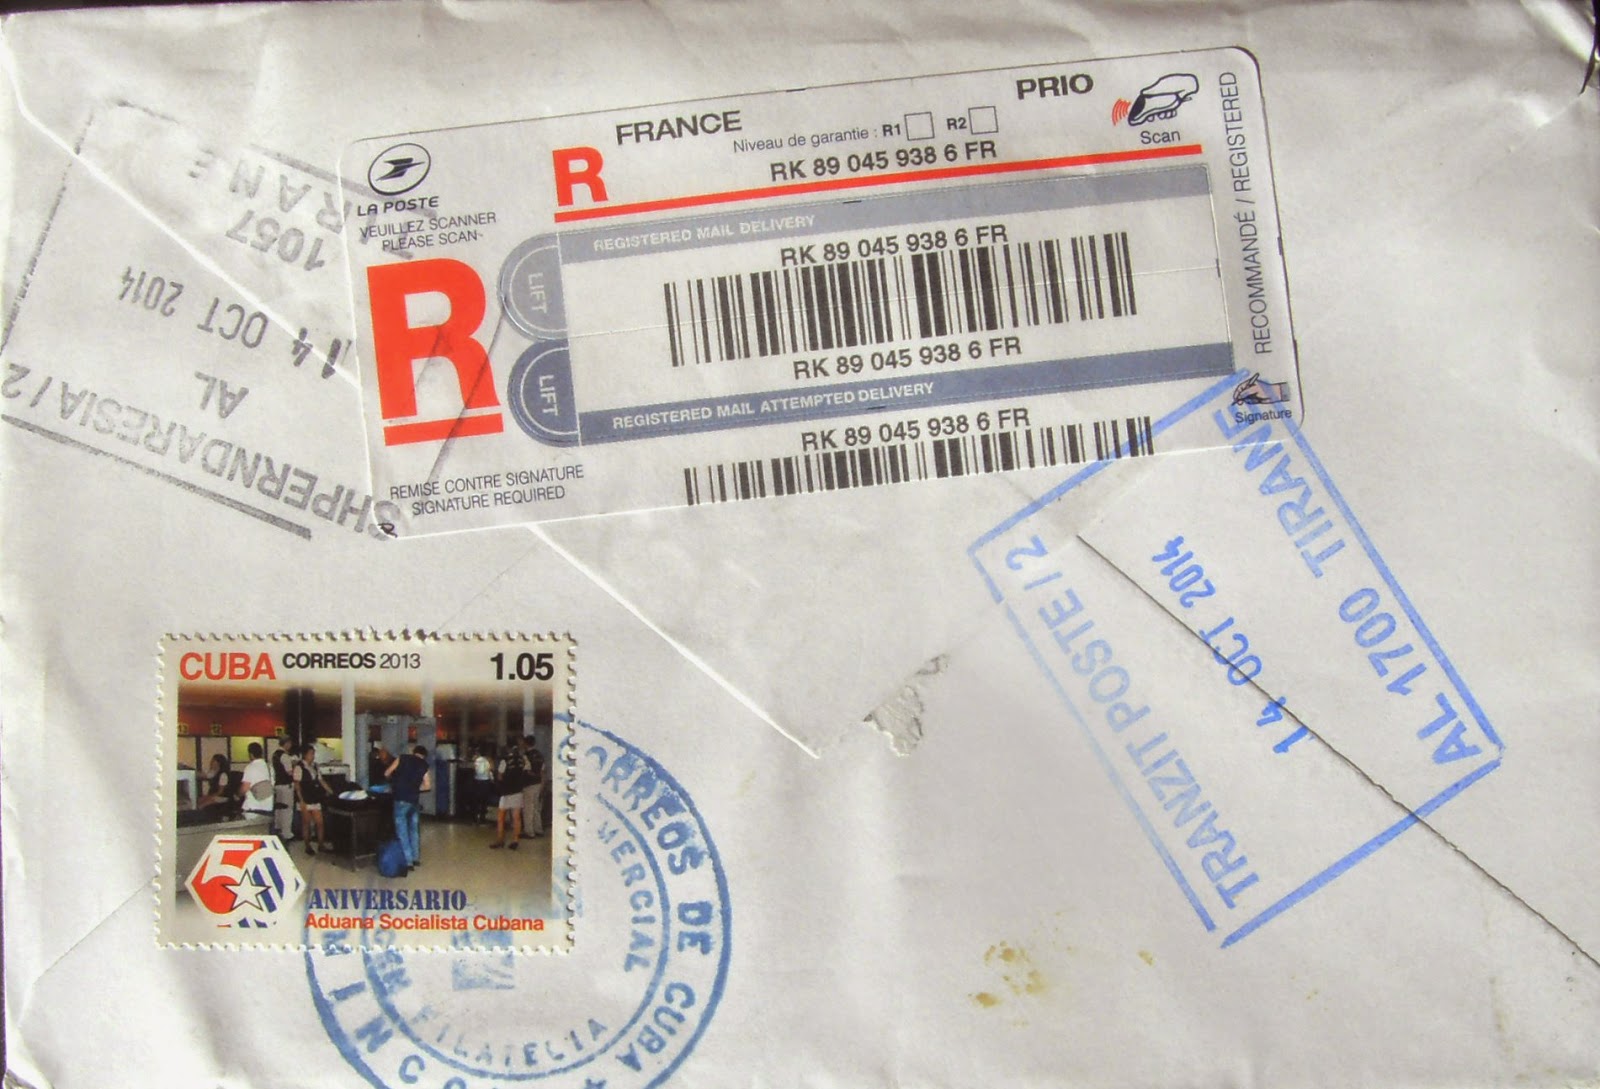 LA POSTE
VEUILLEZ SCANNER
PLEASE SCAN
R
REMISE CONTRE SIGNATURE
SIGNATURE REQUIRED
FRANCE
PRIO
R
Niveau de garantie : R1 R2
RK 89 045 938 6 FR
Scan
REGISTERED MAIL DELIVERY
LIFT
RK 89 045 938 6 FR
RK 89 045 938 6 FR
LIFT
REGISTERED MAIL ATTEMPTED DELIVERY
RK 89 045 938 6 FR
RECOMMANDÉ / REGISTERED
Signature
SHPERNDARESIA / 2
AL
14 OCT 2014
1057
TIRANE
TRANZIT POSTE / 2
14 OCT 2014
AL 1700 TIRANE
CUBA CORREOS 2013 1.05
50 ANIVERSARIO
Aduana Socialista Cubana
CORREOS DE CUBA
FILATELIA